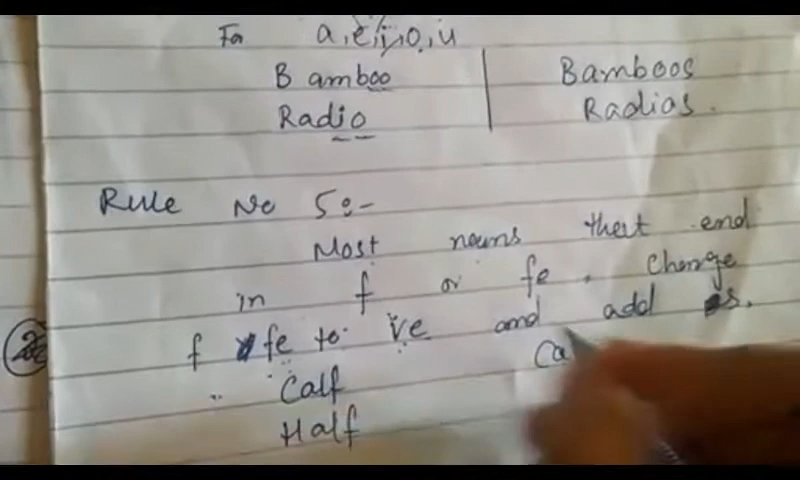 For a, e, i, o, u
Bamboo Bamboos
Radio Radios.
Rule No 5:-
Most nouns that end
in f or fe. Change
f fe to ve and add s.
Calf Ca
Half